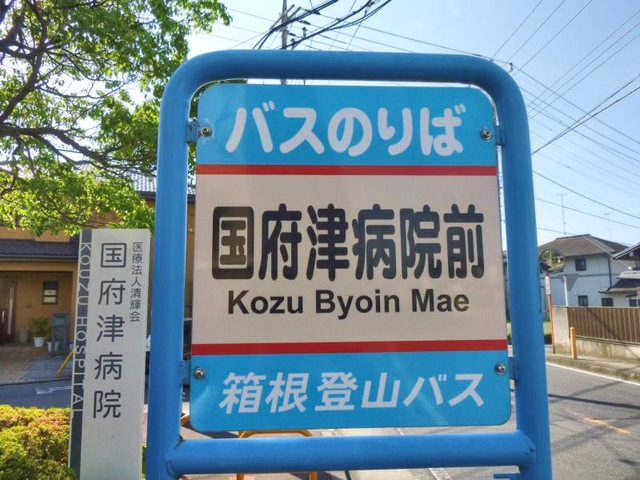 バスのりば
国府津病院前
Kozu Byoin Mae
箱根登山バス
医療法人清輝会
国府津病院
KOUZU HOSPITAL